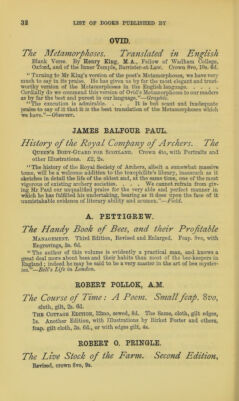 32 LIST OF BOOKS PUBLISHED BY
OVID.
The Metamorphoses. Translated in English
Blank Verse. By Henry King, M.A., Fellow of Wadham College,
Oxford, and of the Inner Temple, Barrister-at-Law. Crown 8vo, 10s. 6d.
"Turning to Mr King's version of the poet's Metamorphoses, we have very
much to say in its praise. He has given us by far the most elegant and trust-
worthy version of the Metamorphoses in the English language. . . .
Cordially do we commend this version of Ovid's Metamorphoses to our readers
as by far the best and purest in our language."—Graphic.
"The execution is admirable. . . . It is but scant and inadequate
praise to say of it that it is the best translation of the Metamorphoses which
we have."—Observer.
JAMES BALFOUR PAUL.
History of the Royal Company of Archers. The
Queen's Body-Guard for Scotland. Crown 4to, with Portraits and
other Illustrations. £2, 2s.
"The history of the Royal Society of Archers, albeit a somewhat massive
tome, will be a welcome addition to the toxophilite's library, inasmuch as it
sketches in detail the life of the oldest and, at the same time, one of the most
vigorous of existing archery societies. . . . We cannot refrain from giv-
ing Mr Paul our unqualified praise for the very able and perfect manner in
which he has fulfilled his useful task, bearing as it does upon the face of it
unmistakable evidence of literary ability and acumen."—Field.
A. PETTIGREW.
The Handy Book of Bees, and their Profitable
Management. Third Edition, Revised and Enlarged. Fcap. 8vo, with
Engravings, 3s. 6d.
"The author of this volume is evidently a practical man, and knows a
great deal more about bees and their habits than most of the bee-keepers in
England; indeed he may be said to be a very master in the art of bee myster-
ies."—Bell's Life in London.
ROBERT POLLOK, A.M.
The Course of Time: A Poem. Small fcap. 8vo,
cloth, gilt, 2s. 6d.
The Cottage Edition, 32mo, sewed, 8d. The Same, cloth, gilt edges,
1s. Another Edition, with Illustrations by Birket Foster and others,
fcap. gilt cloth, 3s. 6d., or with edges gilt, 4s.
ROBERT O. PRINGLE.
The Live Stock of the Farm. Second Edition,
Revised, crown 8vo, 9s.